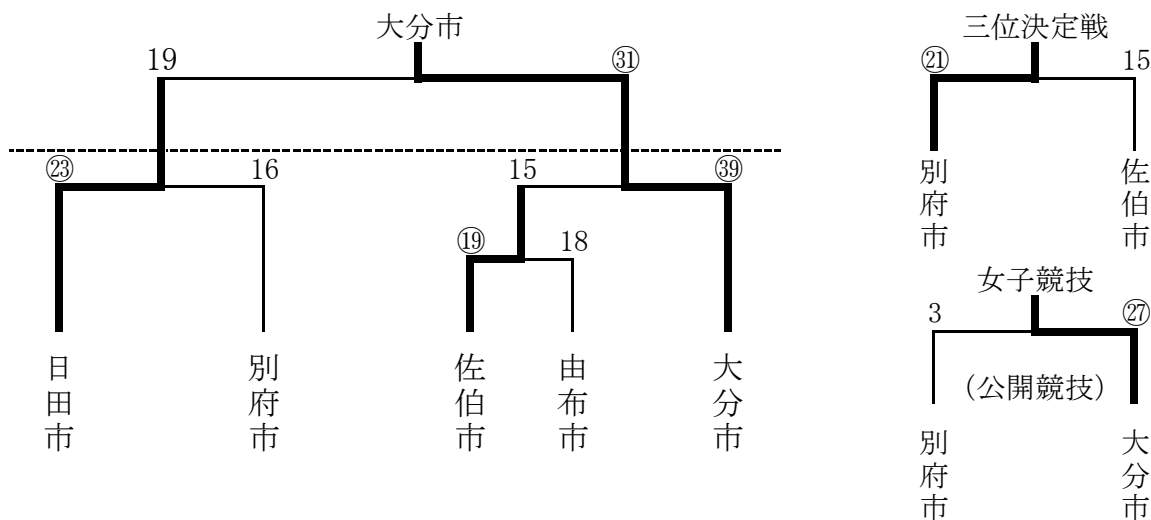 大分市
19
㉛
㉓
16
15
㊴
⑲
18
日田市
別府市
佐伯市
由布市
大分市
三位決定戦
㉑
15
別府市
佐伯市
女子競技
3
㉗
(公開競技)
別府市
大分市